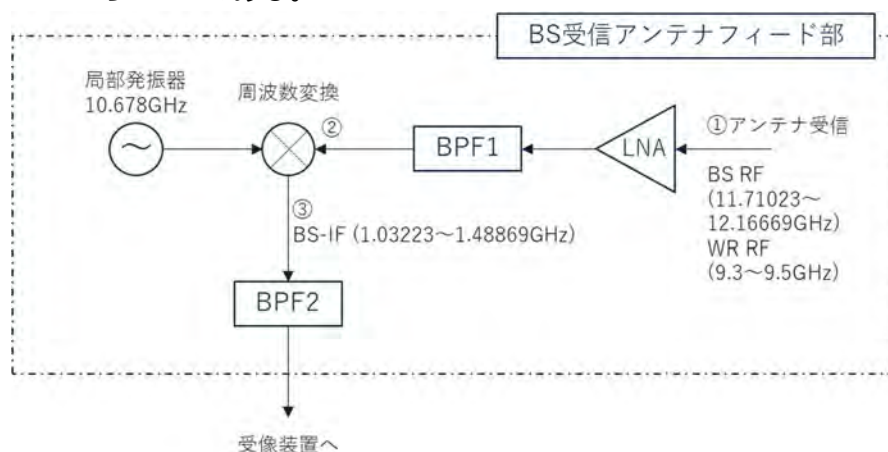 BS受信アンテナフィード部
局部発振器
10.678GHz
周波数変換
②
BPF1
LNA
①アンテナ受信
BS RF
(11.71023～
12.16669GHz)
WR RF
(9.3～9.5GHz)
③
BS-IF (1.03223～1.48869GHz)
BPF2
受像装置へ